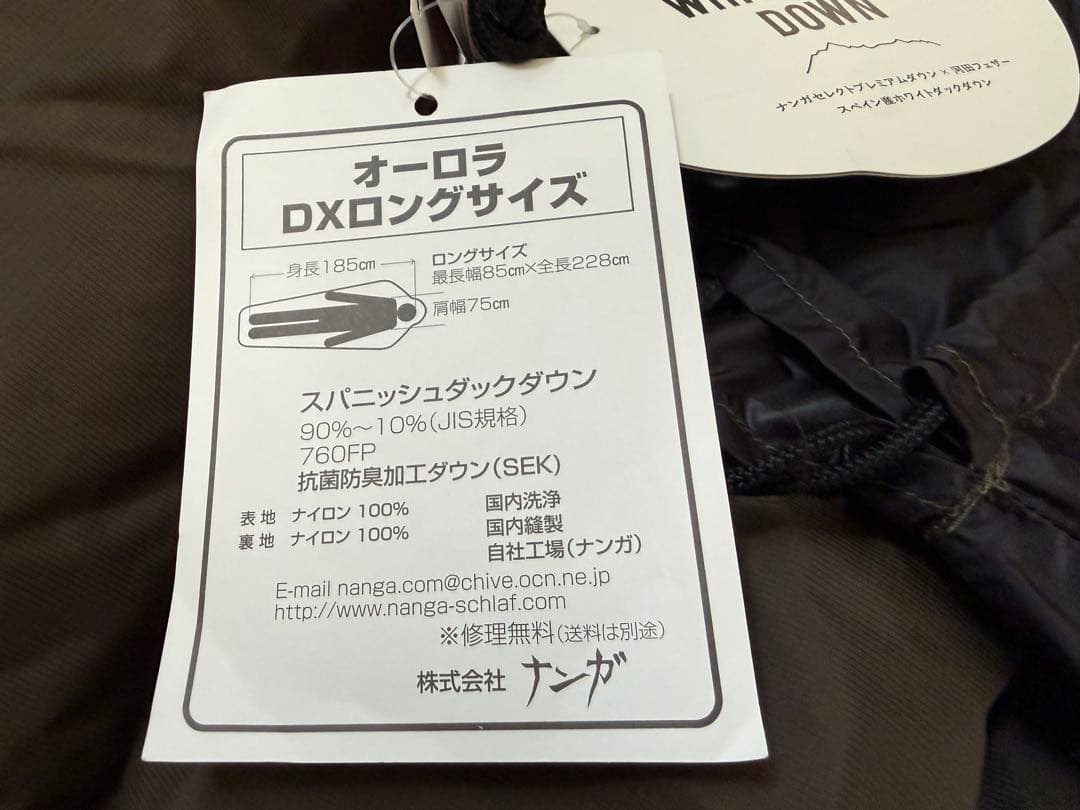 DOWN
ナンガセレクトプレミアムダウン × 河田フェザー
スペイン産ホワイトダックダウン
オーロラ
DXロングサイズ
身長185㎝
ロングサイズ
最長幅85㎝×全長228㎝
肩幅75㎝
スパニッシュダックダウン
90%～10%(JIS規格)
760FP
抗菌防臭加工ダウン(SEK)
表地 ナイロン 100%
裏地 ナイロン 100%
国内洗浄
国内縫製
自社工場(ナンガ)
E-mail nanga.com@chive.ocn.ne.jp
http://www.nanga-schlaf.com
※修理無料(送料は別途)
株式会社 ナンガ